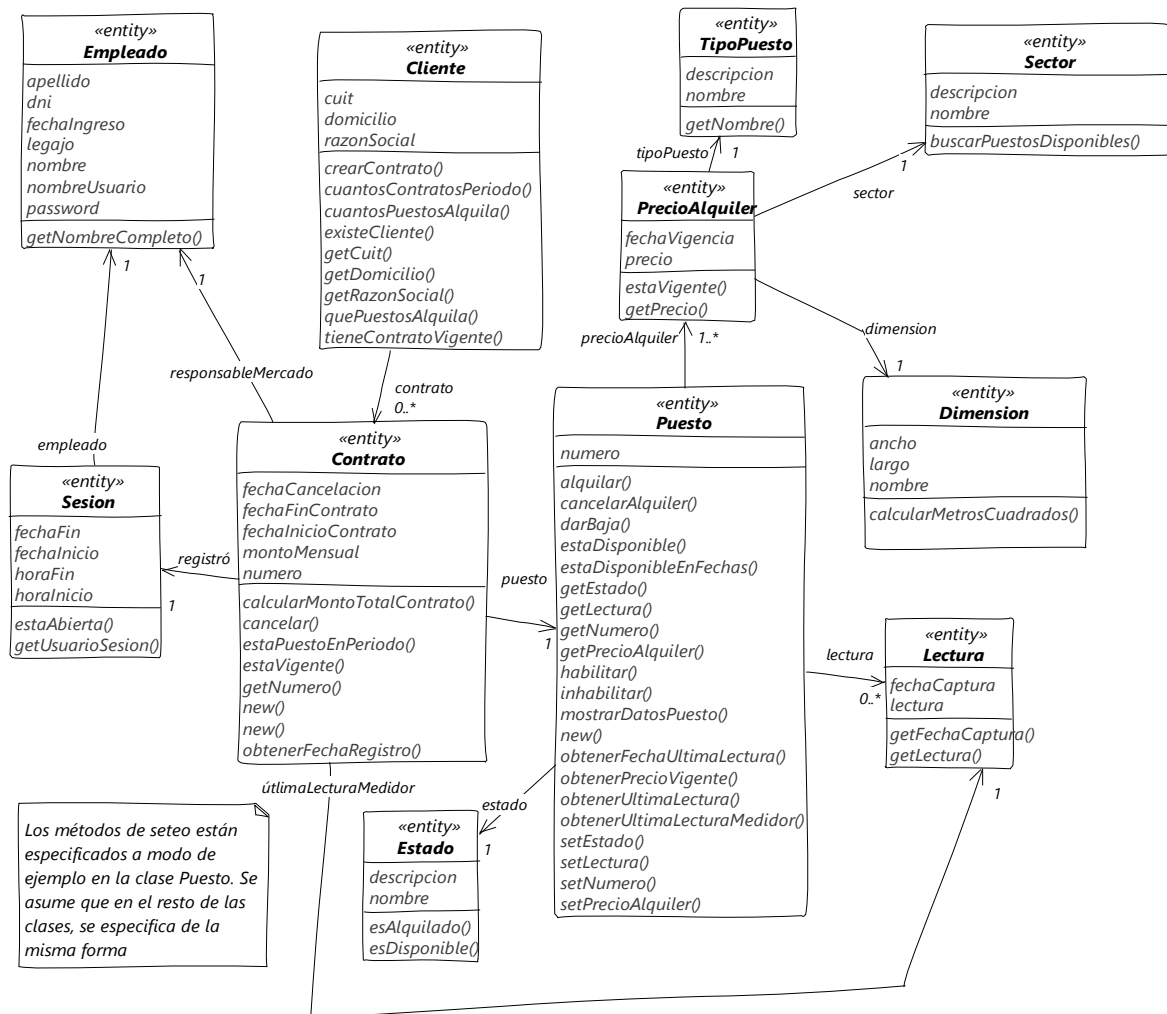 «entity»
Empleado
apellido
dni
fechaIngreso
legajo
nombre
nombreUsuario
password
getNombreCompleto()
1
1
«entity»
Cliente
cuit
domicilio
razonSocial
crearContrato()
cuantosContratosPeriodo()
cuantosPuestosAlquila()
existeCliente()
getCuit()
getDomicilio()
getRazonSocial()
quePuestosAlquila()
tieneContratoVigente()
«entity»
TipoPuesto
descripcion
nombre
getNombre()
tipoPuesto
1
«entity»
Sector
descripcion
nombre
buscarPuestosDisponibles()
1
sector
«entity»
PrecioAlquiler
fechaVigencia
precio
estaVigente()
getPrecio()
precioAlquiler
1..*
dimension
1
responsableMercado
contrato
0..*
«entity»
Dimension
ancho
largo
nombre
calcularMetrosCuadrados()
empleado
«entity»
Sesion
fechaFin
fechaInicio
horaFin
horaInicio
estaAbierta()
getUsuarioSesion()
registró
1
«entity»
Contrato
fechaCancelacion
fechaFinContrato
fechaInicioContrato
montoMensual
numero
calcularMontoTotalContrato()
cancelar()
estaPuestoEnPeriodo()
estaVigente()
getNumero()
new()
new()
obtenerFechaRegistro()
puesto
1
«entity»
Puesto
numero
alquilar()
cancelarAlquiler()
darBaja()
estaDisponible()
estaDisponibleEnFechas()
getEstado()
getLectura()
getNumero()
getPrecioAlquiler()
habilitar()
inhabilitar()
mostrarDatosPuesto()
new()
obtenerFechaUltimaLectura()
obtenerPrecioVigente()
obtenerUltimaLectura()
obtenerUltimaLecturaMedidor()
setEstado()
setLectura()
setNumero()
setPrecioAlquiler()
lectura
0..*
«entity»
Lectura
fechaCaptura
lectura
getFechaCaptura()
getLectura()
1
útlimaLecturaMedidor
estado
1
«entity»
Estado
descripcion
nombre
esAlquilado()
esDisponible()
Los métodos de seteo están
especificados a modo de
ejemplo en la clase Puesto. Se
asume que en el resto de las
clases, se especifica de la
misma forma